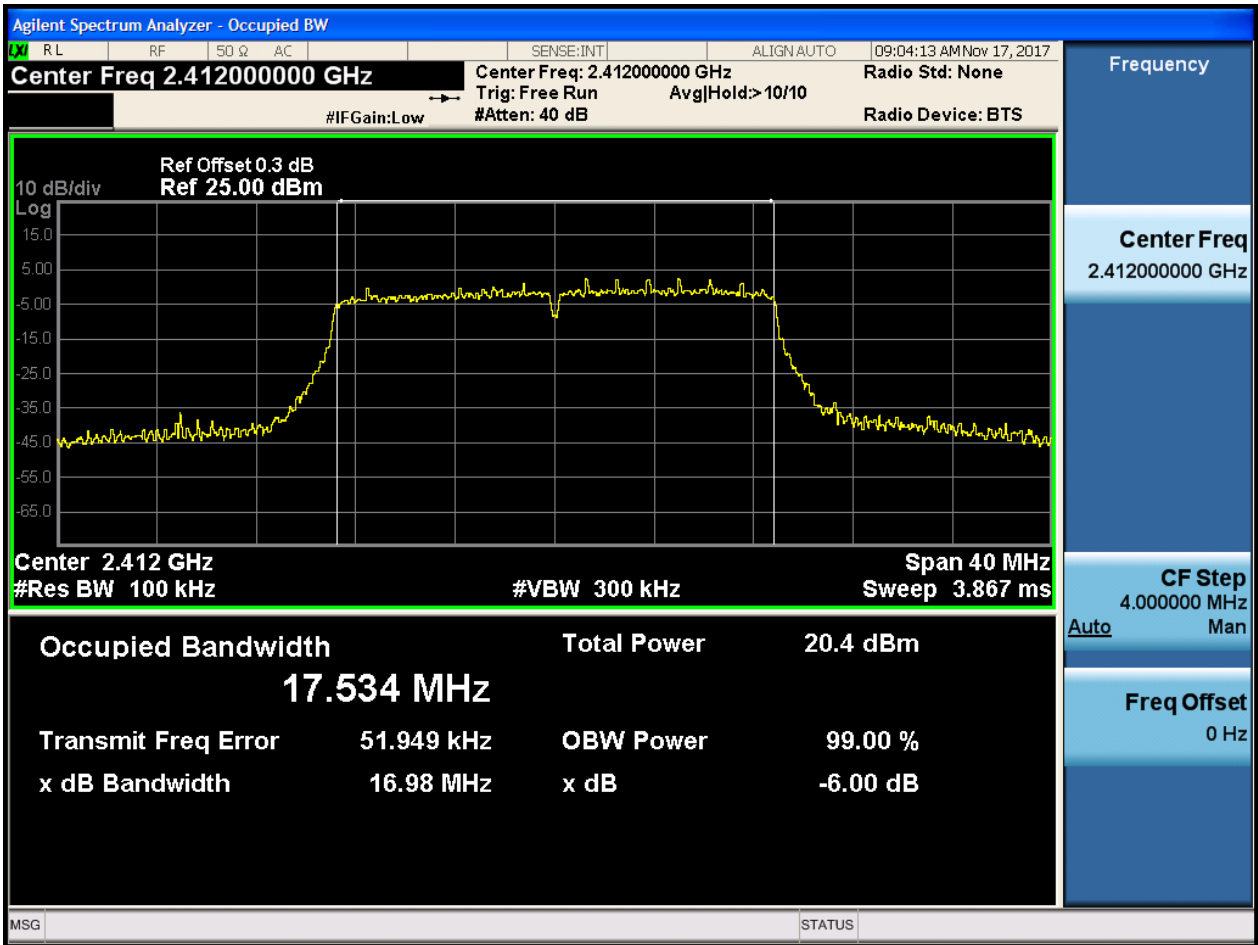 Agilent Spectrum Analyzer - Occupied BW
LXI RL RF 50 Ω AC SENSE:INT ALIGN AUTO 09:04:13 AM Nov 17, 2017
Center Freq 2.412000000 GHz
Center Freq: 2.412000000 GHz
Radio Std: None
Trig: Free Run Avg|Hold:> 10/10
#IFGain:Low
#Atten: 40 dB
Radio Device: BTS
Ref Offset 0.3 dB
10 dB/div Ref 25.00 dBm
Log
15.0
5.00
-5.00
-15.0
-25.0
-35.0
-45.0
-55.0
-65.0
Center 2.412 GHz Span 40 MHz
#Res BW 100 kHz #VBW 300 kHz Sweep 3.867 ms
Occupied Bandwidth Total Power 20.4 dBm
17.534 MHz
Transmit Freq Error 51.949 kHz OBW Power 99.00 %
x dB Bandwidth 16.98 MHz x dB -6.00 dB
Frequency
Center Freq
2.412000000 GHz
CF Step
4.000000 MHz
Auto Man
Freq Offset
0 Hz
MSG STATUS